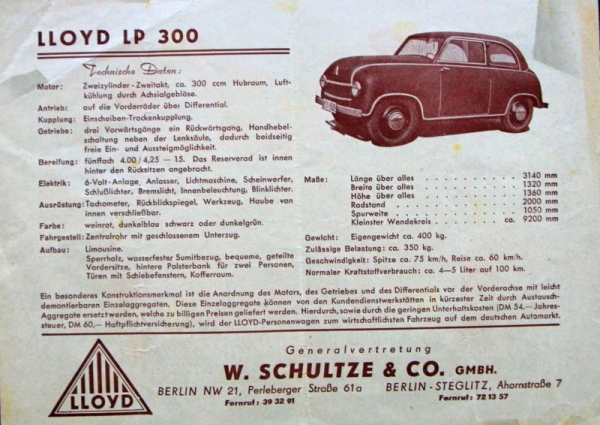 LLOYD LP 300
Technische Daten:
Motor: Zweizylinder-Zweitakt, ca. 300 ccm Hubraum, Luft-
kühlung durch Achsialgebläse.
Antrieb: auf die Vorderräder über Differential.
Kupplung: Einscheiben-Trockenkupplung.
Getriebe: drei Vorwärtsgänge ein Rückwärtsgang, Handhebel-
schaltung neben der Lenksäule, dadurch beidseitig
freie Ein- und Aussteigmöglichkeit.
Bereifung: fünffach 4.00/4,25 — 15. Das Reserverad ist innen
hinter den Rücksitzen angebracht.
Elektrik: 6-Volt-Anlage Anlasser, Lichtmaschine, Scheinwerfer,
Schlußlichter, Bremslicht, Innenbeleuchtung, Blinklichter.
Ausrüstung: Tachometer, Rückblickspiegel, Werkzeug, Haube von
innen verschließbar.
Farbe: weinrot, dunkelblau schwarz oder dunkelgrün.
Fahrgestell: Zentralrohr mit geschlossenem Unterzug.
Aufbau: Limousine.
Sperrholz, wasserfester Sumitbezug, bequeme, geteilte
Vordersitze, hintere Polsterbank für zwei Personen,
Türen mit Schiebefenstern, Kofferraum.
Maße: Länge über alles . . . . . . . 3140 mm
Breite über alles . . . . . . . 1320 mm
Höhe über alles . . . . . . . 1360 mm
Radstand . . . . . . . 2000 mm
Spurweite . . . . . . . 1050 mm
Kleinster Wendekreis . . . . ca. 9200 mm
Gewicht: Eigengewicht ca. 400 kg.
Zulässige Belastung: ca. 350 kg.
Geschwindigkeit: Spitze ca. 75 km/h, Reise ca. 60 km/h.
Normaler Kraftstoffverbrauch: ca. 4—5 Liter auf 100 km.
Ein besonderes Konstruktionsmerkmal ist die Anordnung des Motors, des Getriebes und des Differentials vor der Vorderachse mit leicht
demontierbaren Einzelaggregaten. Diese Einzelaggregate können von den Kundendienstwerkstätten in kürzester Zeit durch Austausch-
Aggregate ersetzt werden, welche zu billigen Preisen geliefert werden. Hierdurch, sowie durch die geringen Unterhaltskosten (DM 54.— Jahres-
steuer, DM 60.— Haftpflichtversicherung), wird der LLOYD-Personenwagen zum wirtschaftlichsten Fahrzeug auf dem deutschen Automarkt.
Generalvertretung
W. SCHULTZE & CO. GMBH.
BERLIN NW 21, Perleberger Straße 61a BERLIN-STEGLITZ, Ahornstraße 7
Fernruf: 39 32 91 Fernruf: 72 13 57
LLOYD